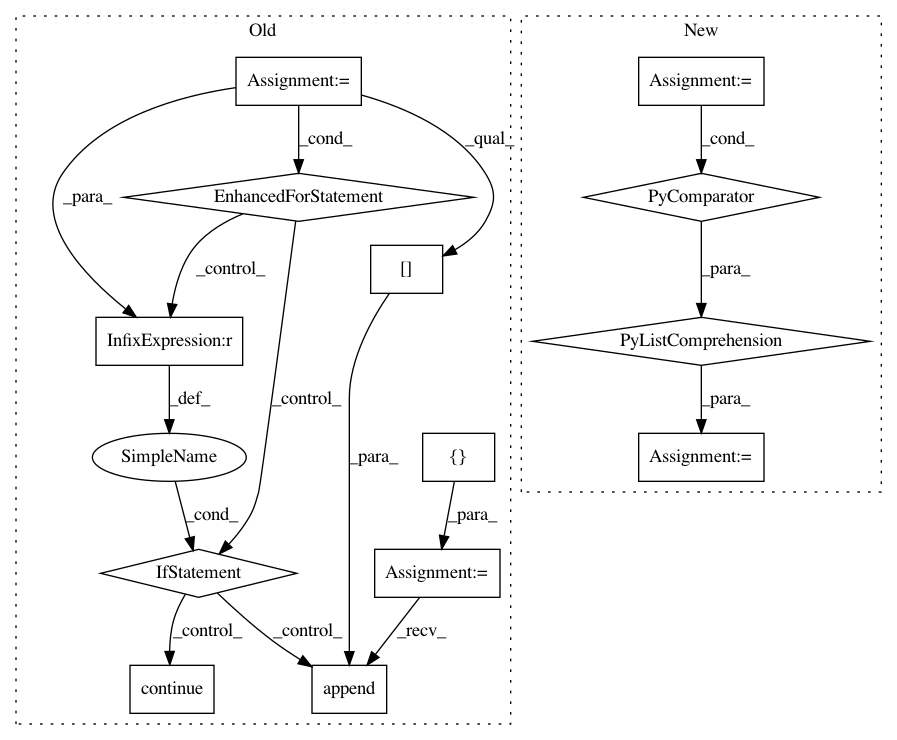 Old
New
Assignment:=
Assignment:=
_cond_
_qual_
_cond_
_para_
EnhancedForStatement
PyComparator
_control_
[]
_para_
InfixExpression:r
PyListComprehension
_def_
_control_
_para_
SimpleName
_para_
{}
Assignment:=
_cond_
_para_
IfStatement
Assignment:=
_control_
_control_
_recv_
continue
append